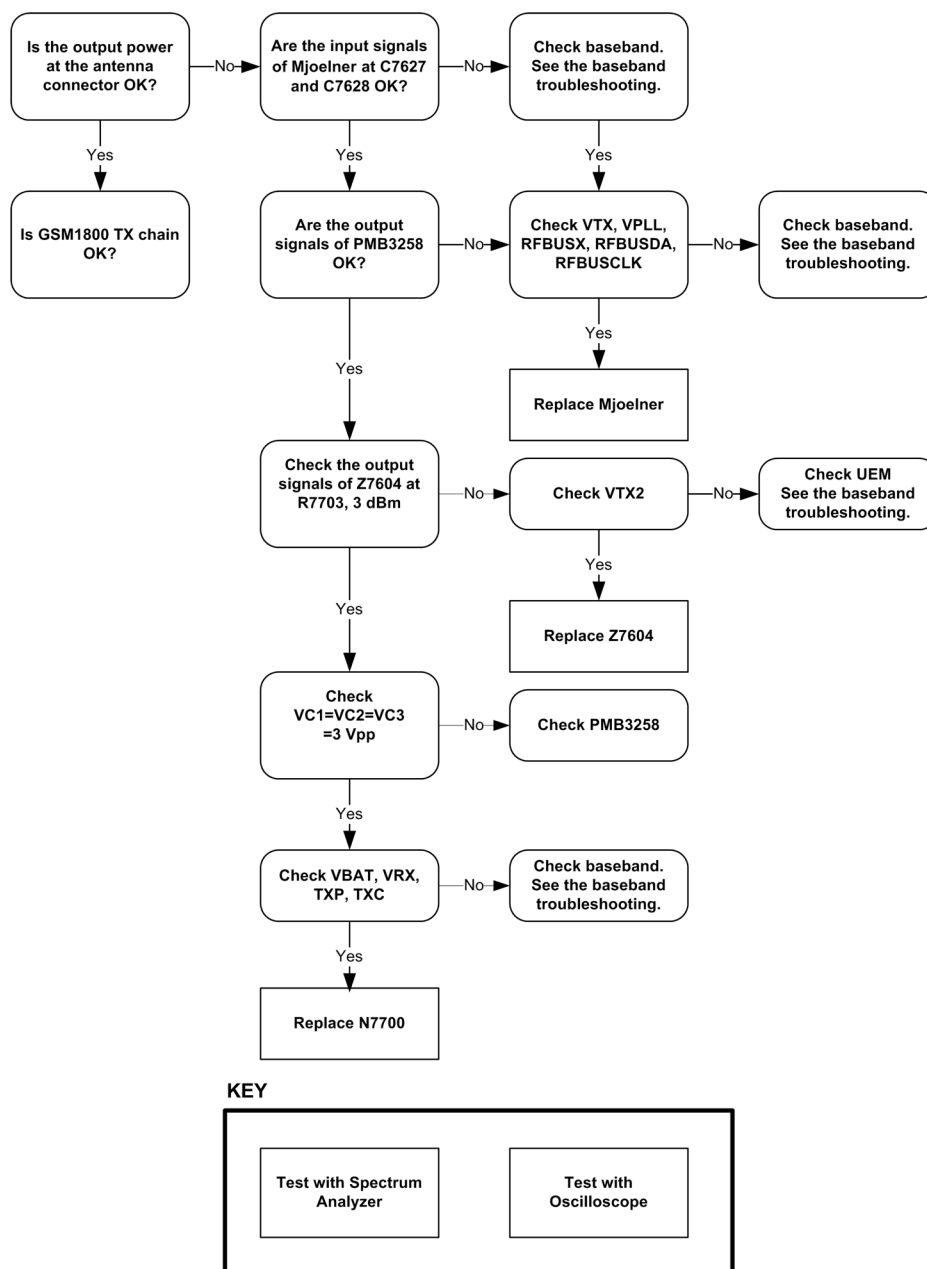 Is the output power
at the antenna
connector OK?
No
Are the input signals
of Mjoelner at C7627
and C7628 OK?
No
Check baseband.
See the baseband
troubleshooting.
Yes
Yes
Yes
Is GSM1800 TX chain
OK?
Are the output
signals of PMB3258
OK?
No
Check VTX, VPLL,
RFBUSX, RFBUSDA,
RFBUSCLK
No
Check baseband.
See the baseband
troubleshooting.
Yes
Yes
Replace Mjoelner
Check the output
signals of Z7604 at
R7703, 3 dBm
No
Check VTX2
No
Check UEM
See the baseband
troubleshooting.
Yes
Yes
Replace Z7604
Check
VC1=VC2=VC3
=3 Vpp
No
Check PMB3258
Yes
Check VBAT, VRX,
TXP, TXC
No
Check baseband.
See the baseband
troubleshooting.
Yes
Replace N7700
KEY
Test with Spectrum
Analyzer
Test with
Oscilloscope